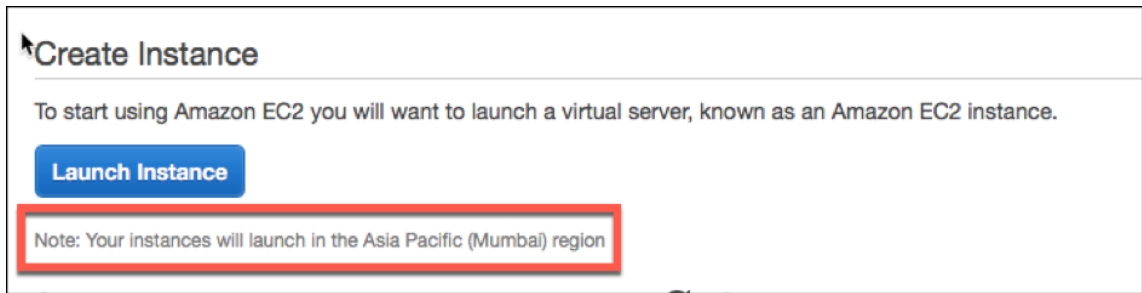 Create Instance
To start using Amazon EC2 you will want to launch a virtual server, known as an Amazon EC2 instance.
Launch Instance
Note: Your instances will launch in the Asia Pacific (Mumbai) region